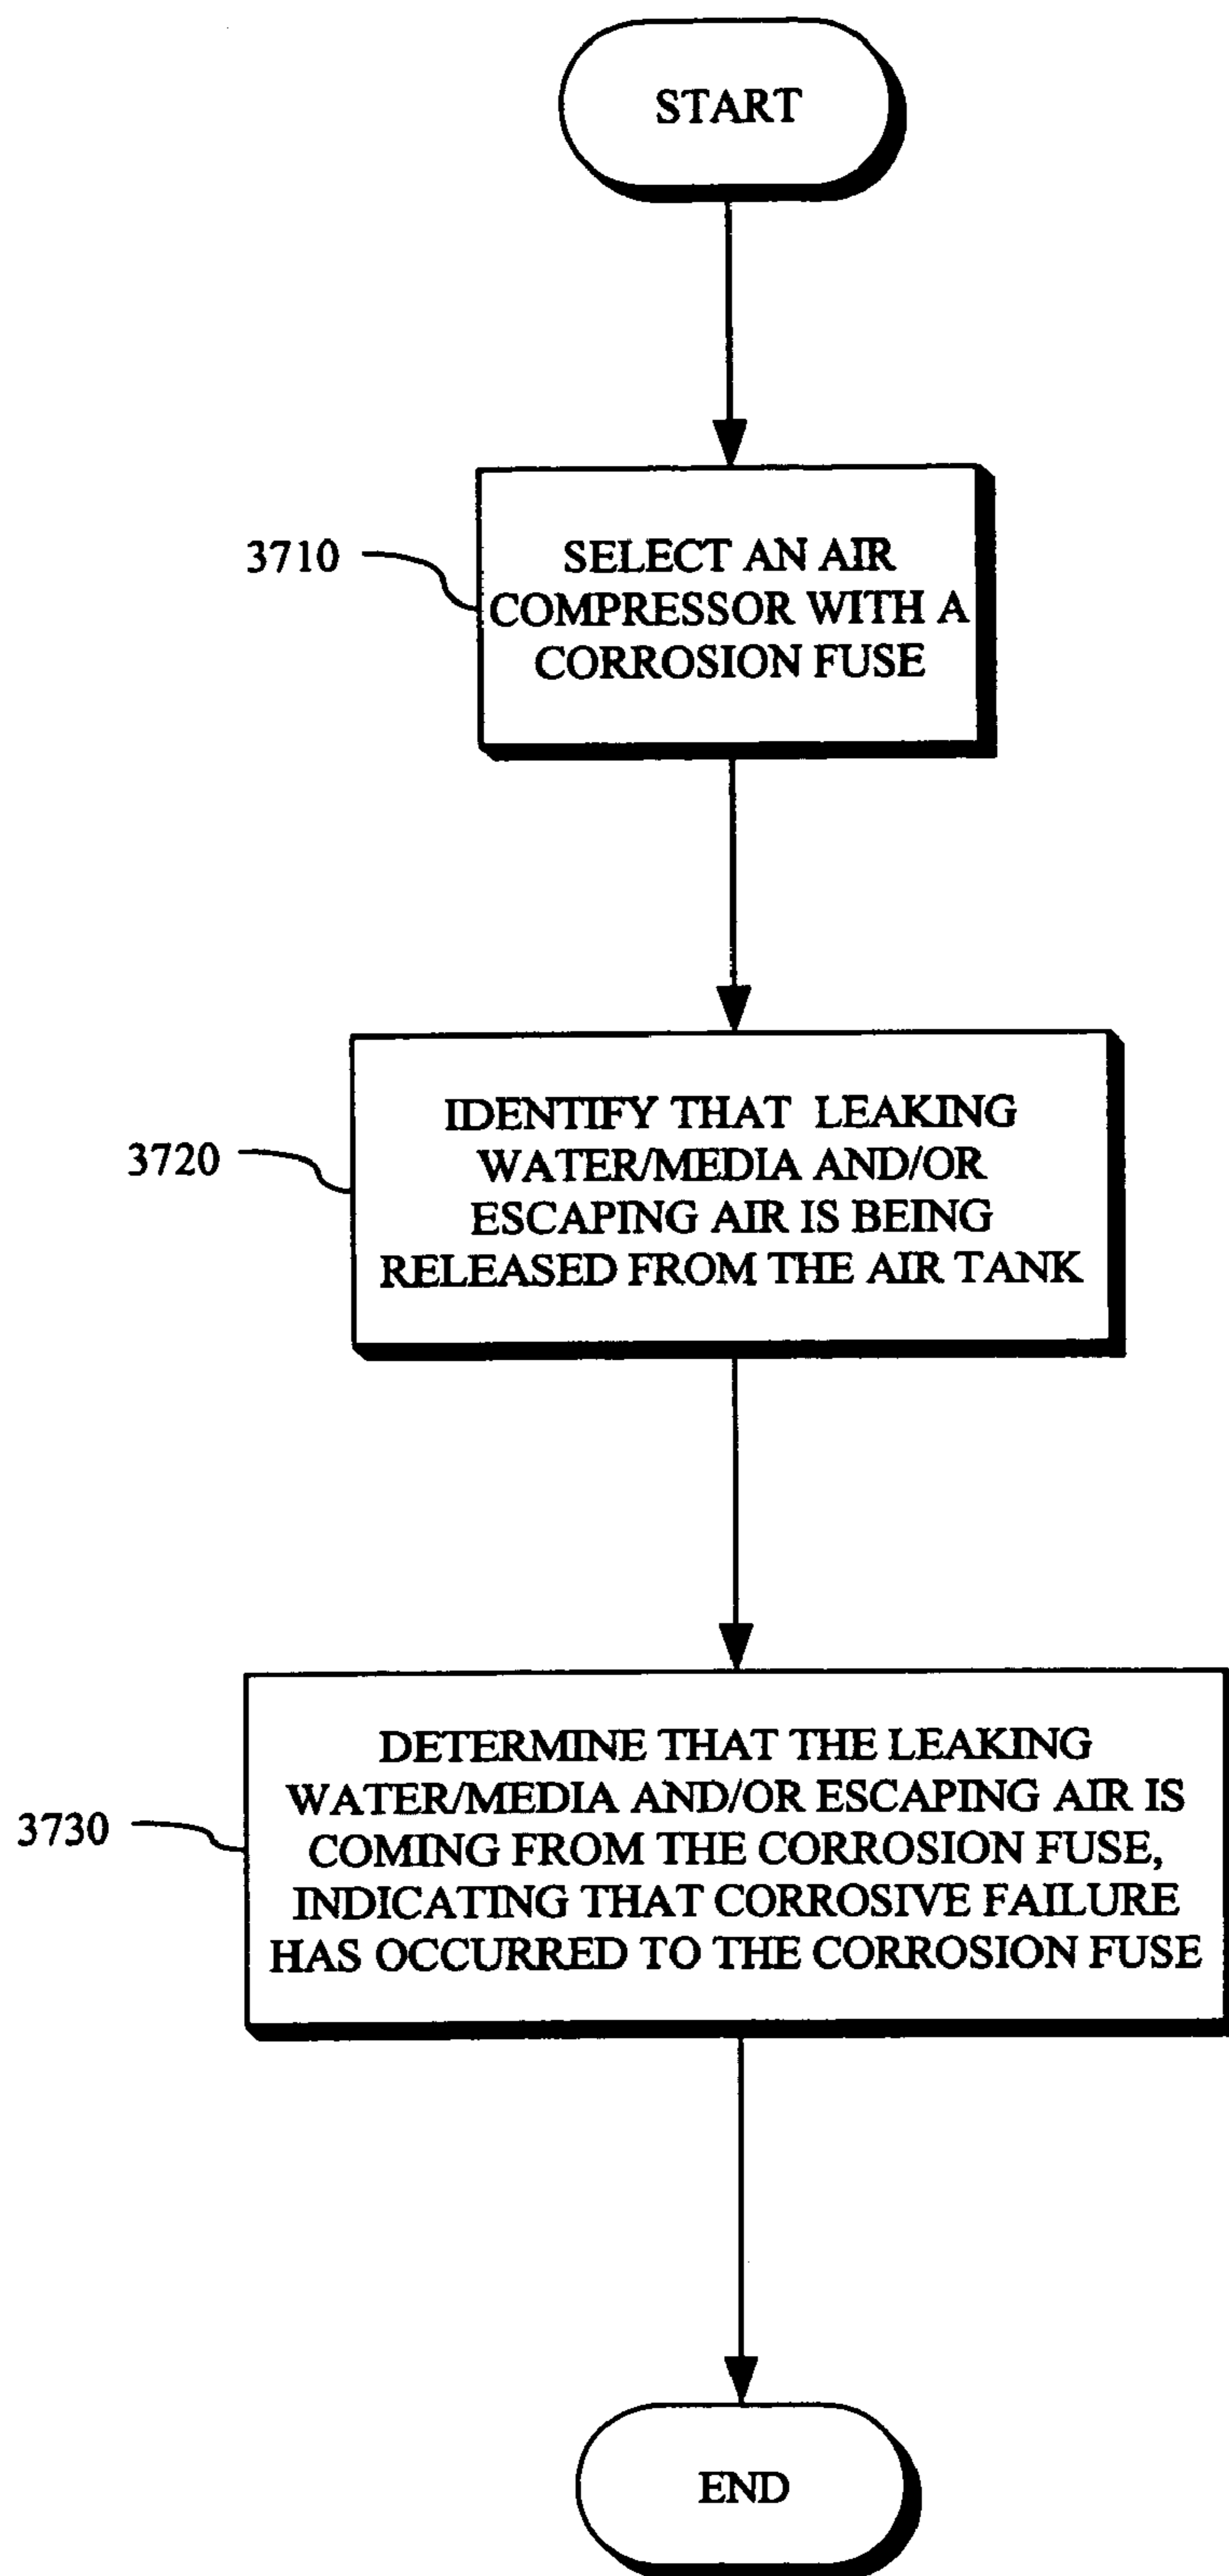 START
3710
SELECT AN AIR
COMPRESSOR WITH A
CORROSION FUSE
3720
IDENTIFY THAT LEAKING
WATER/MEDIA AND/OR
ESCAPING AIR IS BEING
RELEASED FROM THE AIR TANK
3730
DETERMINE THAT THE LEAKING
WATER/MEDIA AND/OR ESCAPING AIR IS
COMING FROM THE CORROSION FUSE,
INDICATING THAT CORROSIVE FAILURE
HAS OCCURRED TO THE CORROSION FUSE
END